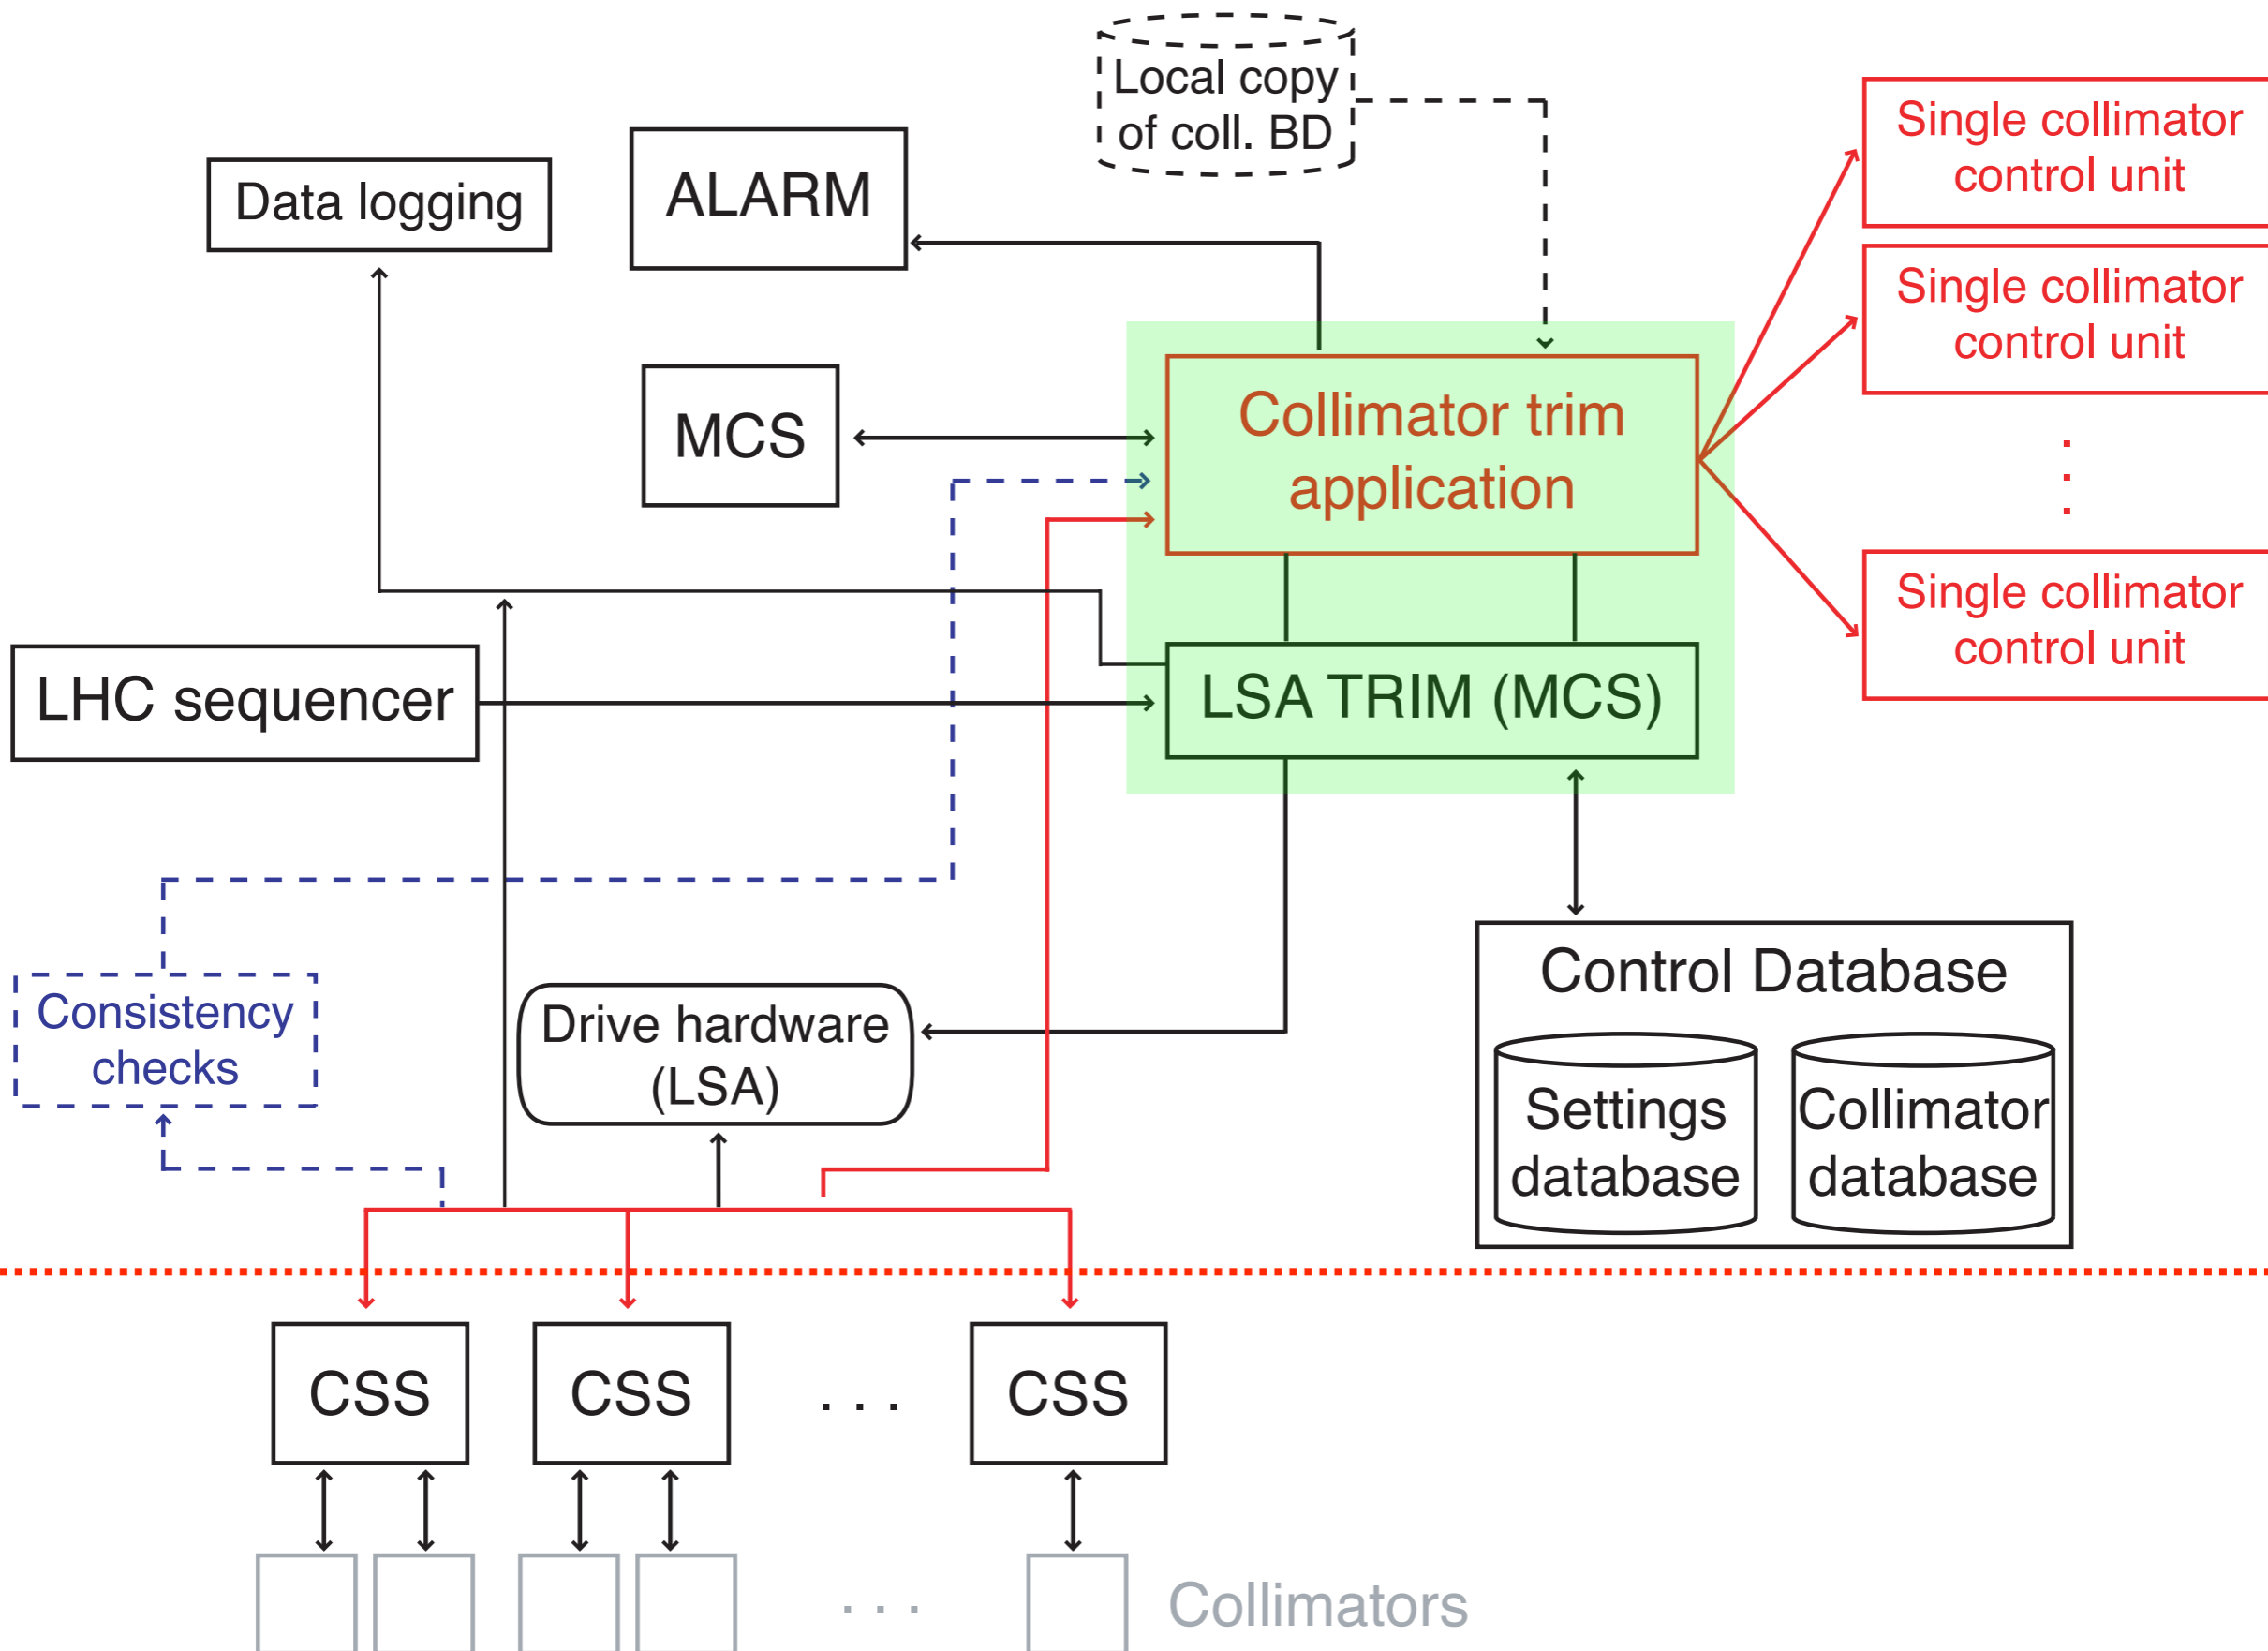 Local copy
of coll. BD
Single collimator
control unit
Data logging
ALARM
Single collimator
control unit
MCS
Collimator trim
application
.
.
.
Single collimator
control unit
LHC sequencer
LSA TRIM (MCS)
Control Database
Consistency
checks
Drive hardware
(LSA)
Settings
database
Collimator
database
CSS
CSS
. . .
CSS
. . .
Collimators